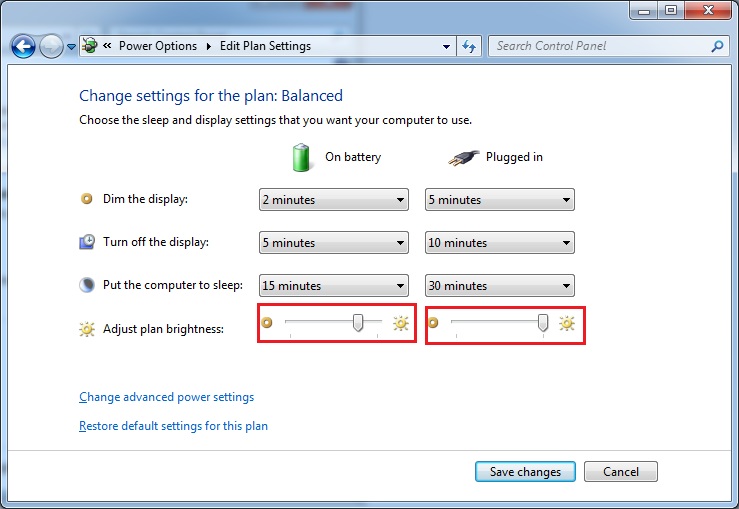 « Power Options ▸ Edit Plan Settings
Search Control Panel
Change settings for the plan: Balanced
Choose the sleep and display settings that you want your computer to use.
On battery Plugged in
Dim the display: 2 minutes 5 minutes
Turn off the display: 5 minutes 10 minutes
Put the computer to sleep: 15 minutes 30 minutes
Adjust plan brightness:
Change advanced power settings
Restore default settings for this plan
Save changes Cancel